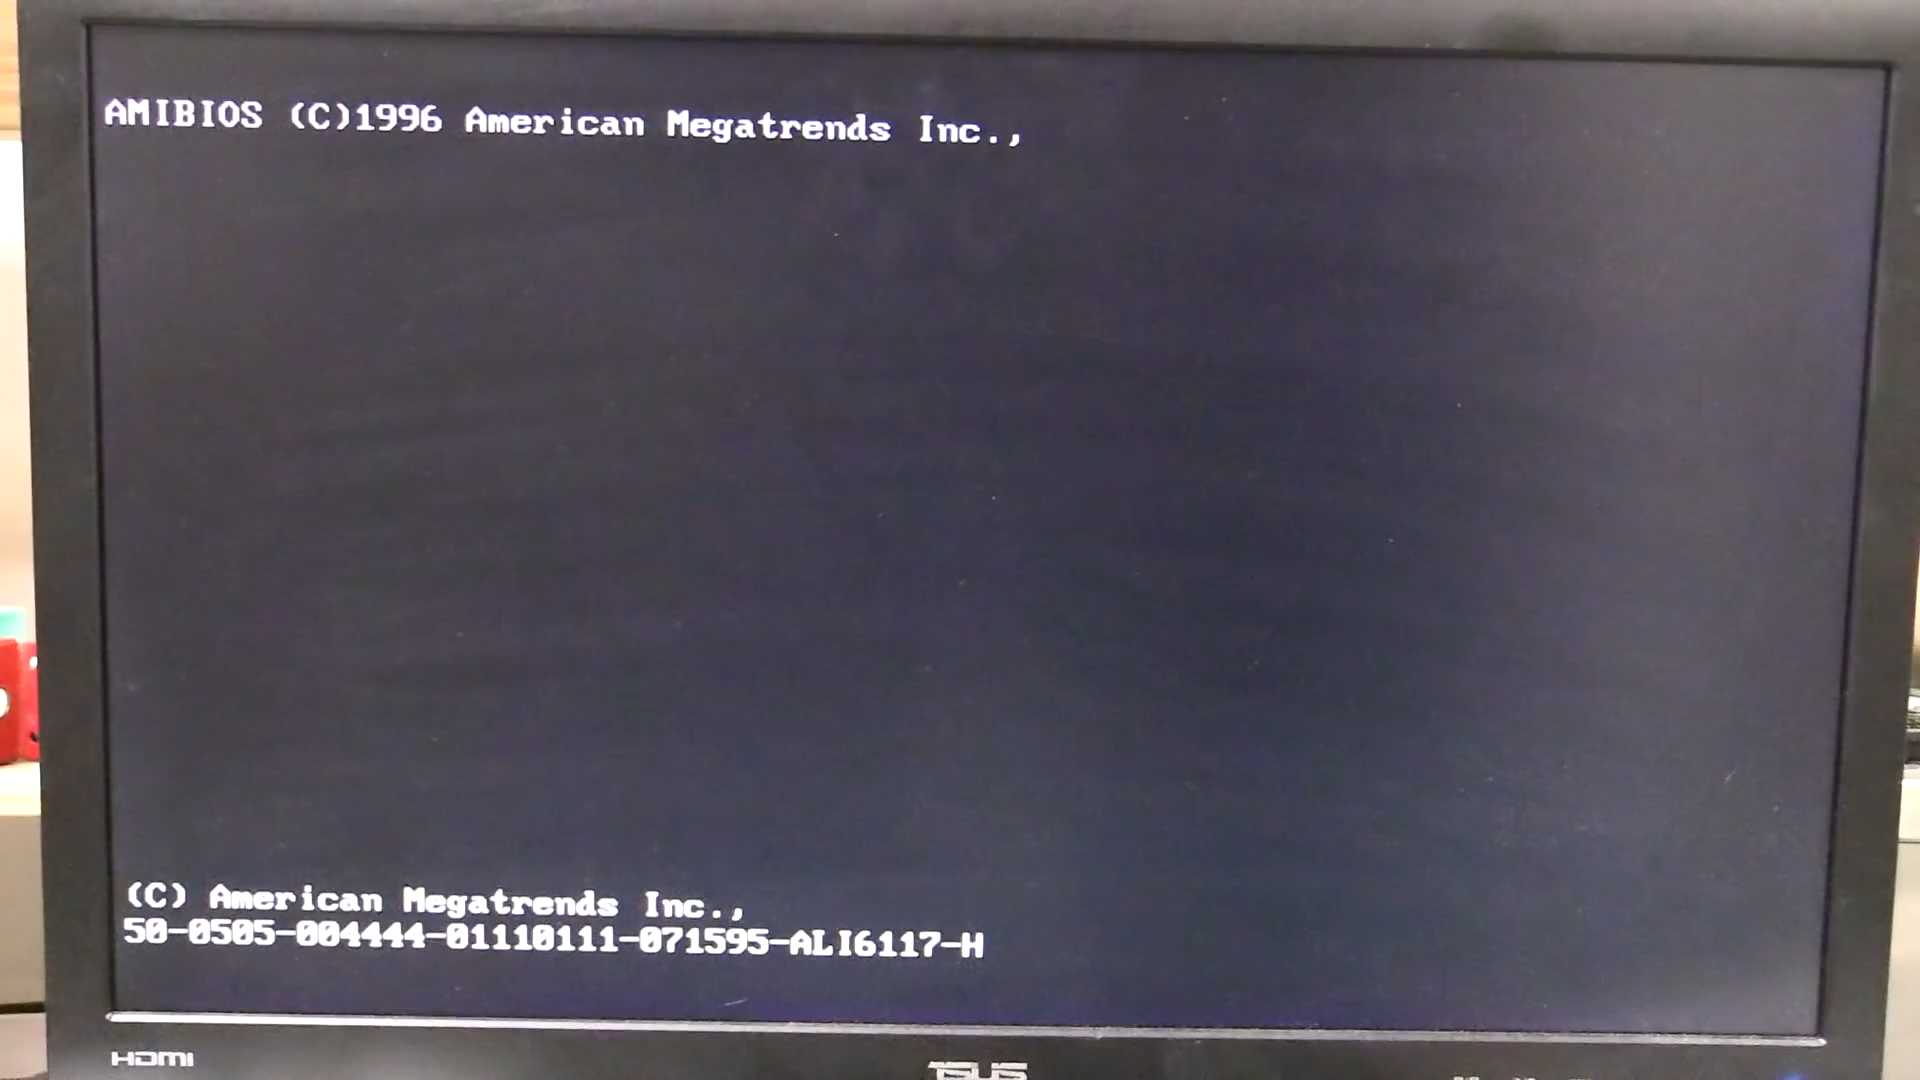 AMIBIOS (C)1996 American Megatrends Inc.,
(C) American Megatrends Inc.,
50-0505-004444-01110111-071595-ALI6117-H
HDMI
ASUS